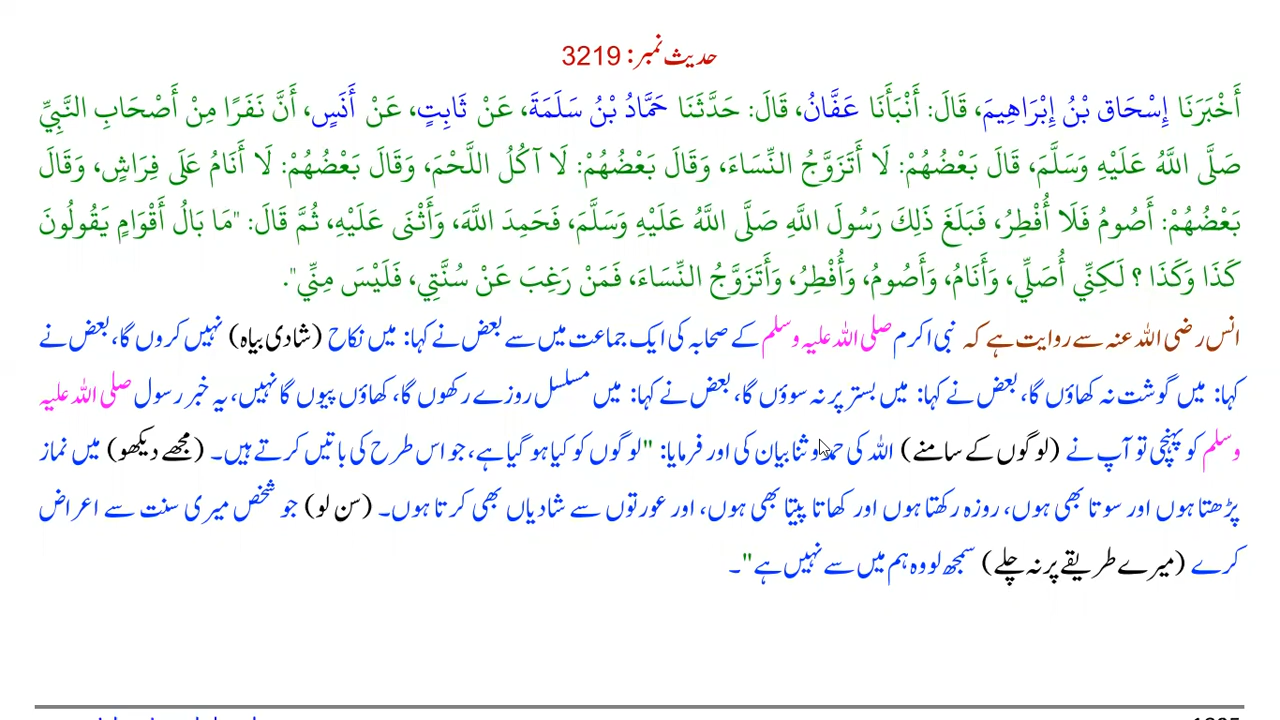 حدیث نمبر: 3219
أَخْبَرَنَا إِسْحَاق بْنُ إِبْرَاهِيمَ، قَالَ: أَنْبَأَنَا عَفَّانُ، قَالَ: حَدَّثَنَا حَمَّادُ بْنُ سَلَمَةَ، عَنْ ثَابِتٍ، عَنْ أَنَسٍ، أَنَّ نَفَرًا مِنْ أَصْحَابِ النَّبِيِّ
صَلَّى اللَّهُ عَلَيْهِ وَسَلَّمَ، قَالَ بَعْضُهُمْ: لَا أَتَزَوَّجُ النِّسَاءَ، وَقَالَ بَعْضُهُمْ: لَا آكُلُ اللَّحْمَ، وَقَالَ بَعْضُهُمْ: لَا أَنَامُ عَلَى فِرَاشٍ، وَقَالَ
بَعْضُهُمْ: أَصُومُ فَلَا أُفْطِرُ، فَبَلَغَ ذَلِكَ رَسُولَ اللَّهِ صَلَّى اللَّهُ عَلَيْهِ وَسَلَّمَ، فَحَمِدَ اللَّهَ، وَأَثْنَى عَلَيْهِ، ثُمَّ قَالَ: "مَا بَالُ أَقْوَامٍ يَقُولُونَ
كَذَا وَكَذَا ؟ لَكِنِّي أُصَلِّي، وَأَنَامُ، وَأَصُومُ، وَأُفْطِرُ، وَأَتَزَوَّجُ النِّسَاءَ، فَمَنْ رَغِبَ عَنْ سُنَّتِي، فَلَيْسَ مِنِّي".
انس رضی اللہ عنہ سے روایت ہے کہ نبی اکرم صلی اللہ علیہ وسلم کے صحابہ کی ایک جماعت میں سے بعض نے کہا: میں نکاح (شادی بیاہ) نہیں کروں گا، بعض نے
کہا: میں گوشت نہ کھاؤں گا، بعض نے کہا: میں بستر پر نہ سوؤں گا، بعض نے کہا: میں مسلسل روزے رکھوں گا، کھاؤں پیوں گا نہیں، یہ خبر رسول صلی اللہ علیہ
وسلم کو پہنچی تو آپ نے (لوگوں کے سامنے) اللہ کی حمد و ثنا بیان کی اور فرمایا: "لوگوں کو کیا ہو گیا ہے، جو اس طرح کی باتیں کرتے ہیں۔ (مجھے دیکھو) میں نماز
پڑھتا ہوں اور سوتا بھی ہوں، روزہ رکھتا ہوں اور کھاتا پیتا بھی ہوں، اور عورتوں سے شادیاں بھی کرتا ہوں۔ (سن لو) جو شخص میری سنت سے اعراض
کرے (میرے طریقے پر نہ چلے) سمجھ لو وہ ہم میں سے نہیں ہے"۔